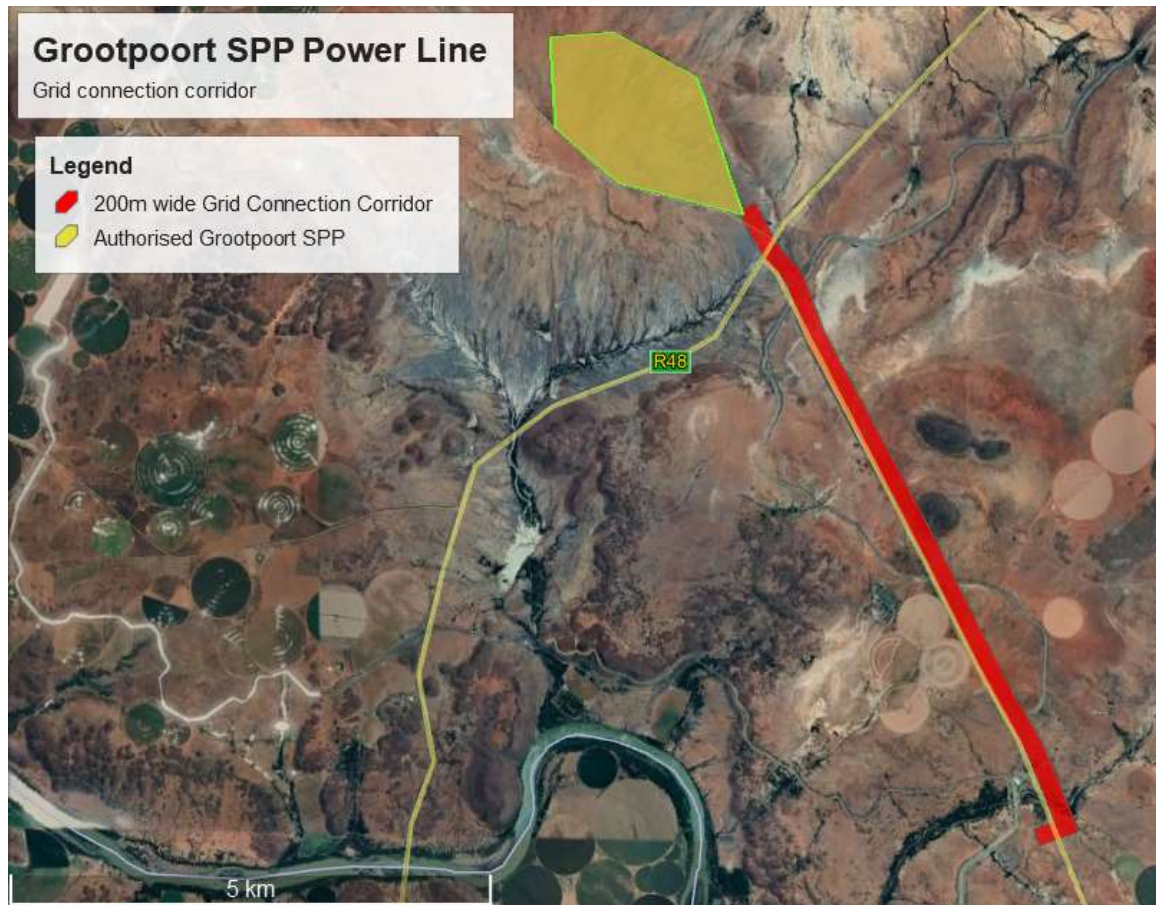 Grootpoort SPP Power Line
Grid connection corridor
Legend
200m wide Grid Connection Corridor
Authorised Grootpoort SPP
R48
5 km